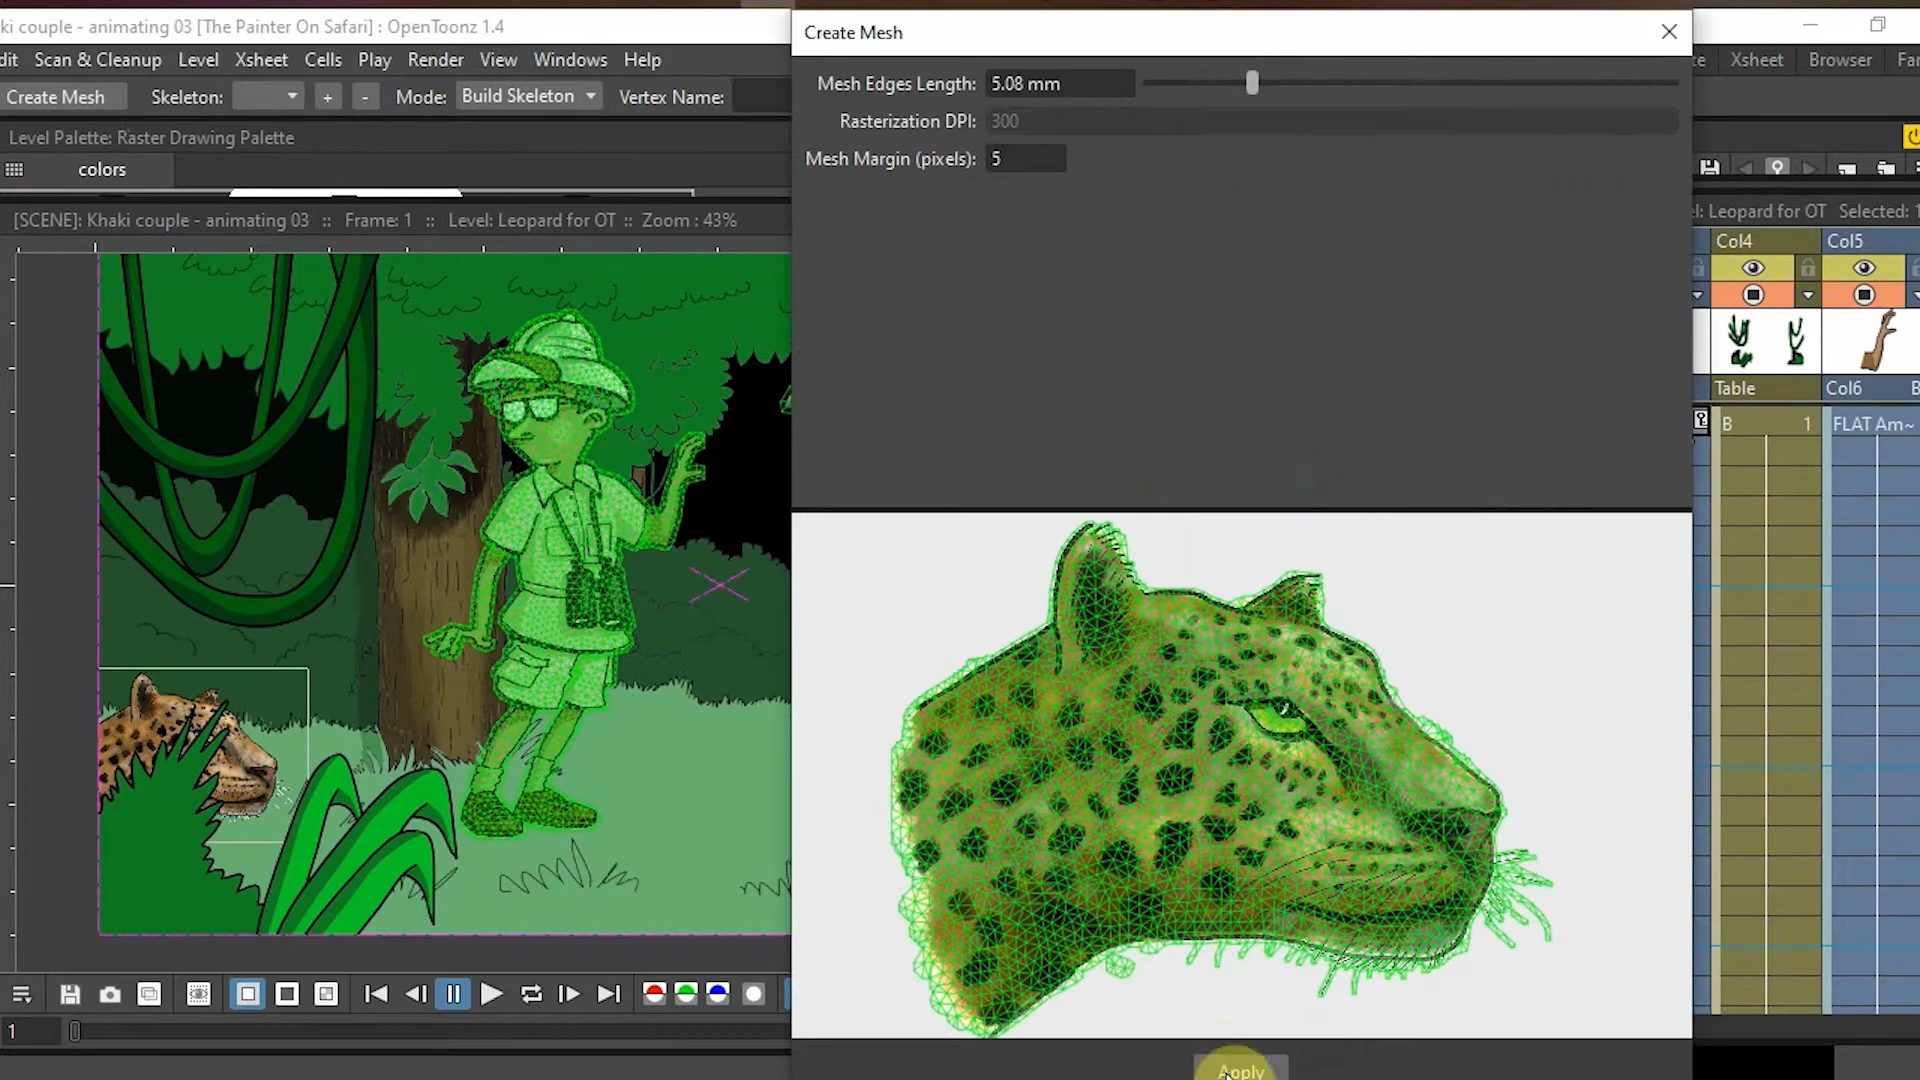 ki couple - animating 03 [The Painter On Safari] : OpenToonz 1.4
dit Scan & Cleanup Level Xsheet Cells Play Render View Windows Help
Create Mesh Skeleton: + - Mode: Build Skeleton Vertex Name:
Level Palette: Raster Drawing Palette
colors
[SCENE]: Khaki couple - animating 03 :: Frame: 1 :: Level: Leopard for OT :: Zoom : 43%
1
Create Mesh
Mesh Edges Length: 5.08 mm
Rasterization DPI: 300
Mesh Margin (pixels): 5
Apply
te Xsheet Browser Far
l: Leopard for OT Selected: 1
Col4 Col5
Table Col6 B
B 1 FLAT Am~